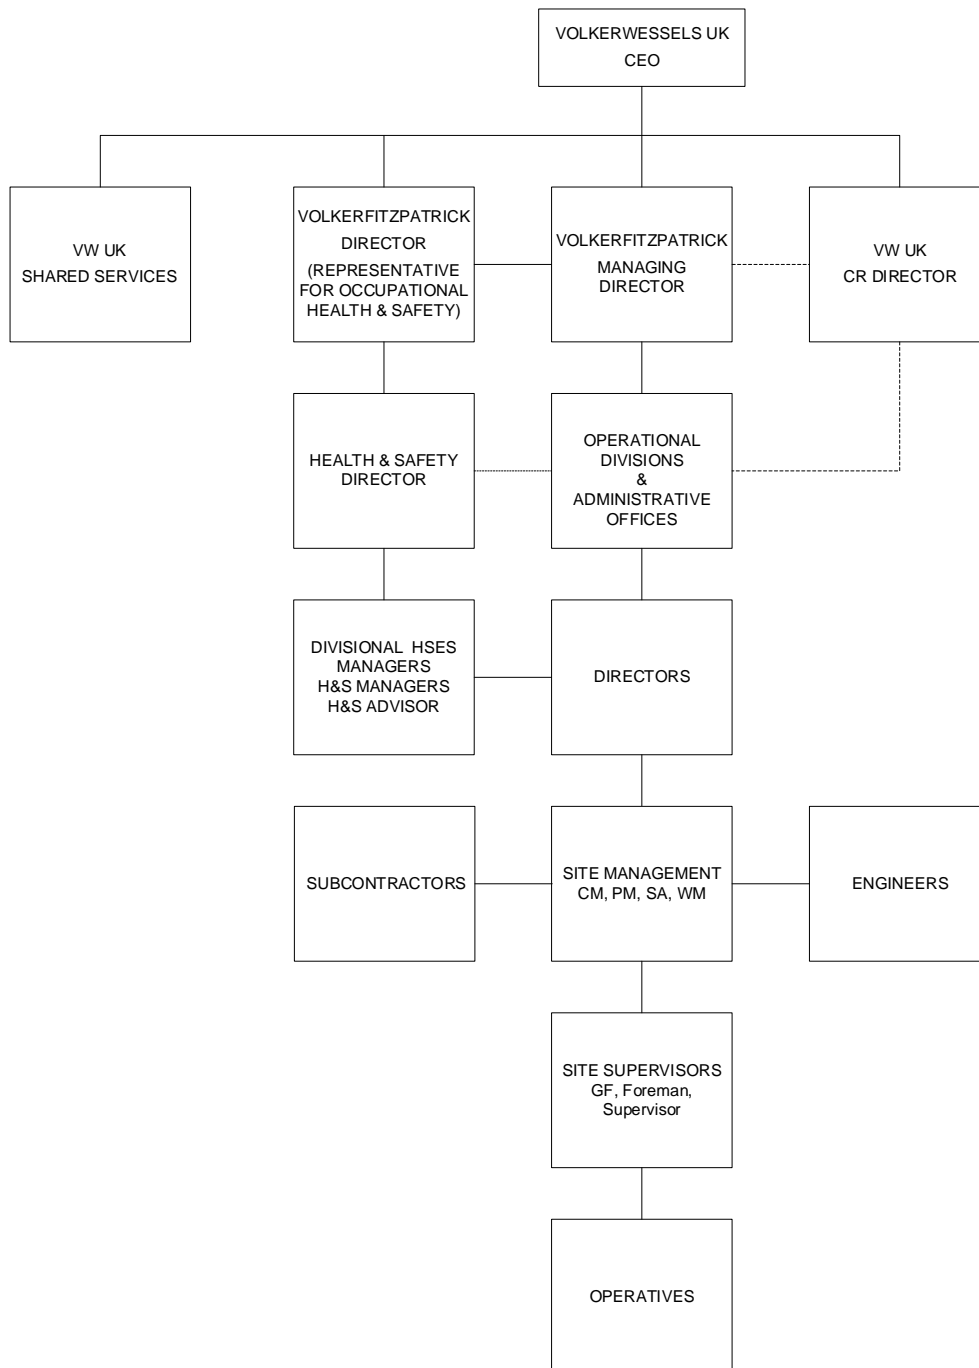 VOLKERWESSELS UK
CEO
VW UK
SHARED SERVICES
VOLKERFITZPATRICK
DIRECTOR
(REPRESENTATIVE
FOR OCCUPATIONAL
HEALTH & SAFETY)
VOLKERFITZPATRICK
MANAGING
DIRECTOR
VW UK
CR DIRECTOR
HEALTH & SAFETY
DIRECTOR
OPERATIONAL
DIVISIONS
&
ADMINISTRATIVE
OFFICES
DIVISIONAL HSES
MANAGERS
H&S MANAGERS
H&S ADVISOR
DIRECTORS
SUBCONTRACTORS
SITE MANAGEMENT
CM, PM, SA, WM
ENGINEERS
SITE SUPERVISORS
GF, Foreman,
Supervisor
OPERATIVES